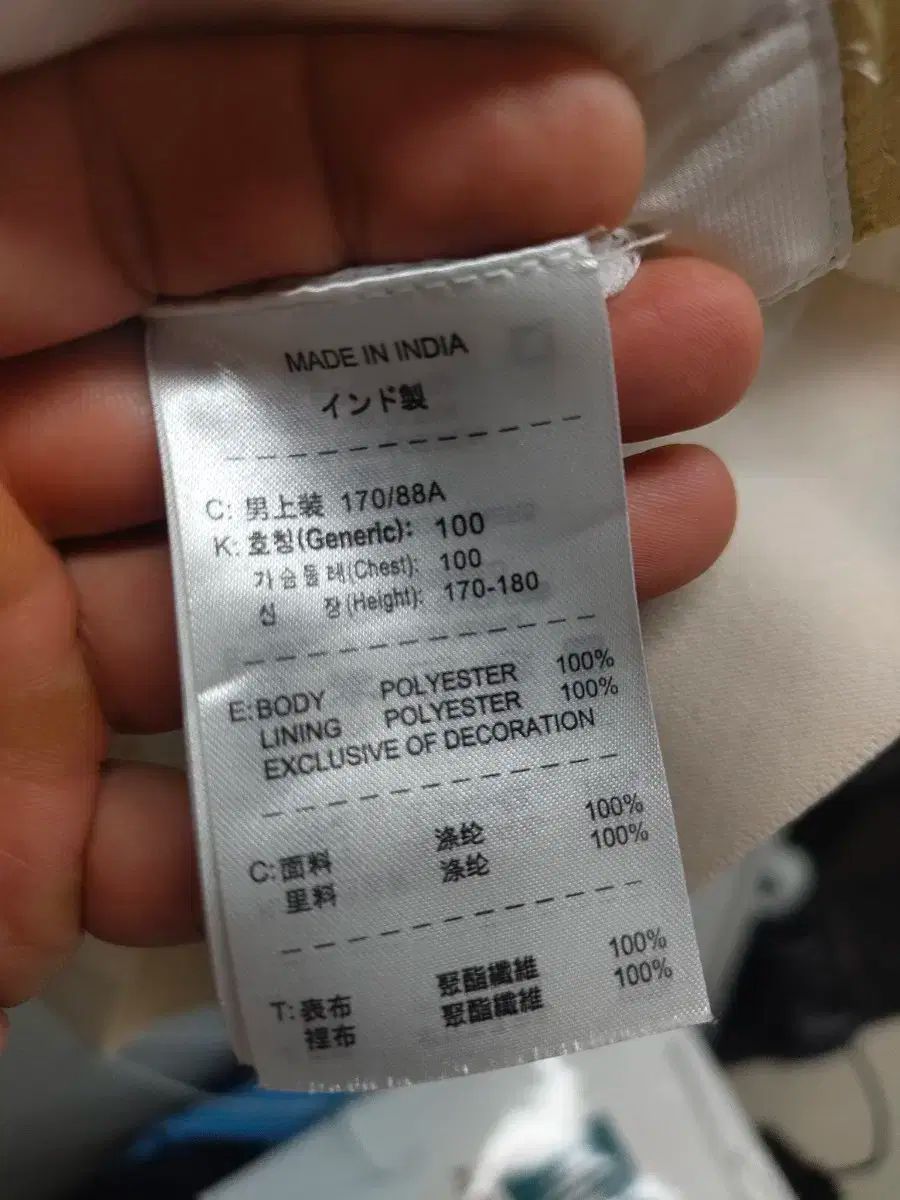 MADE IN INDIA
インド製
C: 男上装 170/88A
K: 호칭(Generic): 100
가슴둘레(Chest): 100
신 장(Height): 170-180
E: BODY POLYESTER 100%
LINING POLYESTER 100%
EXCLUSIVE OF DECORATION
C: 面料 涤纶 100%
里料 涤纶 100%
T: 表布 聚酯纖維 100%
裡布 聚酯纖維 100%